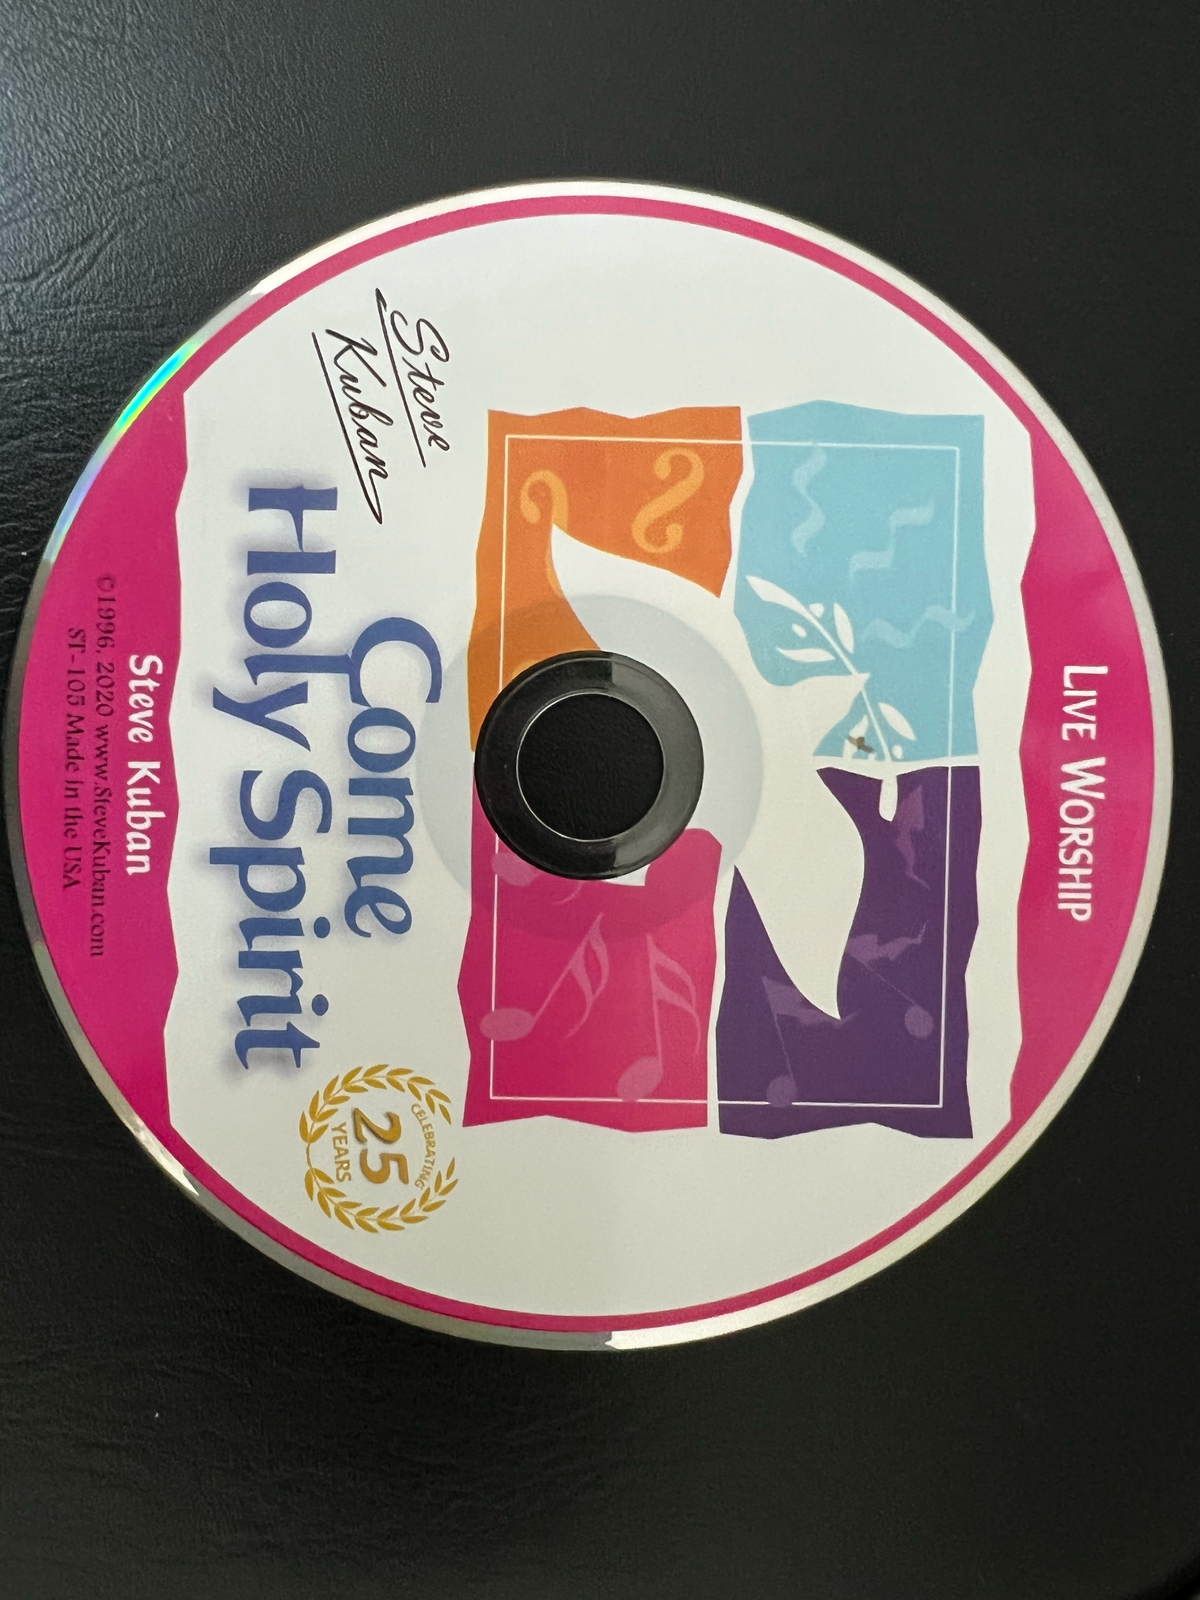 LIVE WORSHIP
Steve
Kuban
Come
Holy Spirit
CELEBRATING
25
YEARS
Steve Kuban
©1996, 2020 www.SteveKuban.com
ST-105 Made in the USA